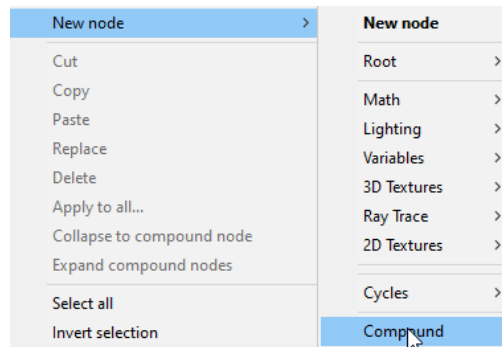 New node
Cut
Copy
Paste
Replace
Delete
Apply to all...
Collapse to compound node
Expand compound nodes
Select all
Invert selection
New node
Root
Math
Lighting
Variables
3D Textures
Ray Trace
2D Textures
Cycles
Compound